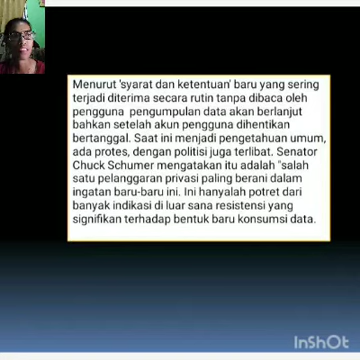 Menurut 'syarat dan ketentuan' baru yang sering
terjadi diterima secara rutin tanpa dibaca oleh
pengguna pengumpulan data akan berlanjut
bahkan setelah akun pengguna dihentikan
bertanggal. Saat ini menjadi pengetahuan umum,
ada protes, dengan politisi juga terlibat. Senator
Chuck Schumer mengatakan itu adalah "salah
satu pelanggaran privasi paling berani dalam
ingatan baru-baru ini. Ini hanyalah potret dari
banyak indikasi di luar sana resistensi yang
signifikan terhadap bentuk baru konsumsi data.
InShOt